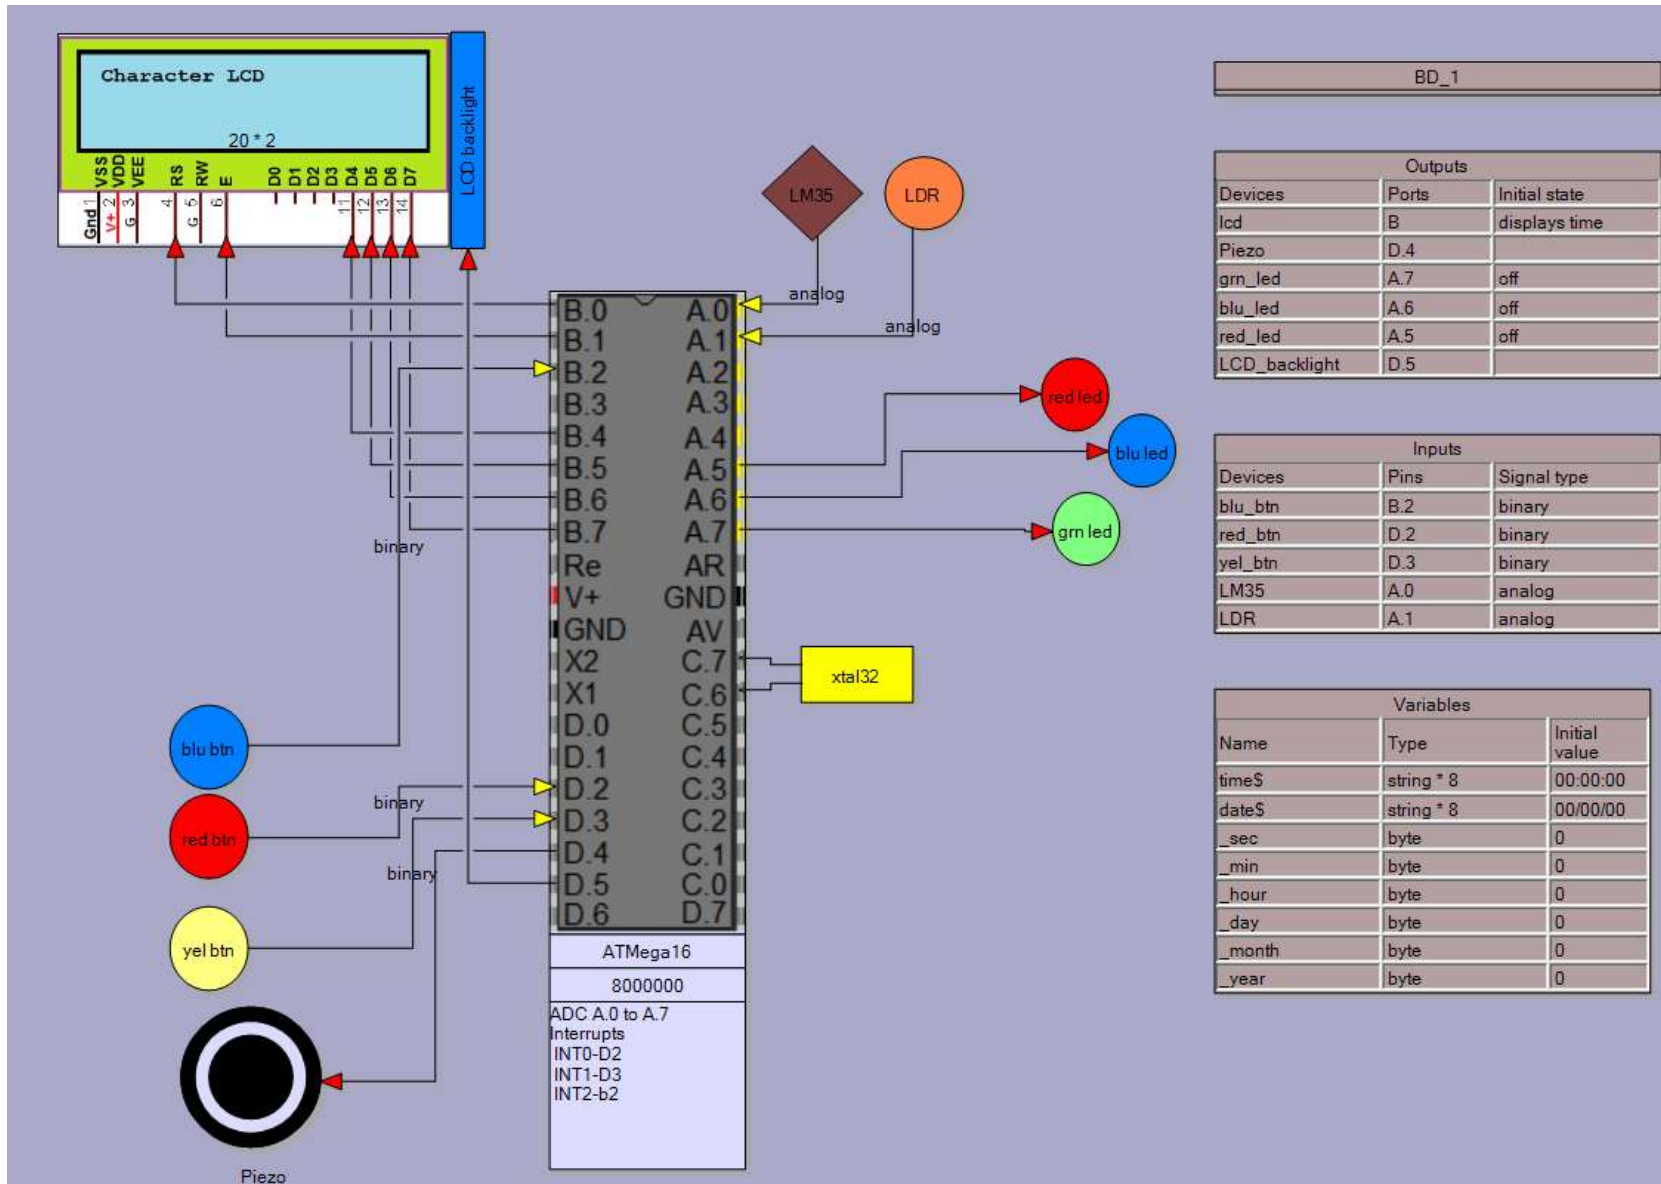 Character LCD
20 * 2
LCD backlight
VSS
VDD
VEE
RS
RW
E
D0
D1
D2
D3
D4
D5
D6
D7
Gnd 1
V+ 2
G 3
4
G 5
6
11
12
13
14
LM35
LDR
analog
analog
B.0 A.0
B.1 A.1
B.2 A.2
B.3 A.3
B.4 A.4
B.5 A.5
B.6 A.6
B.7 A.7
Re AR
V+ GND
GND AV
X2 C.7
X1 C.6
D.0 C.5
D.1 C.4
D.2 C.3
D.3 C.2
D.4 C.1
D.5 C.0
D.6 D.7
ATMega16
8000000
ADC A.0 to A.7
Interrupts
INT0-D2
INT1-D3
INT2-b2
red led
blu led
grn led
xtal32
binary
blu btn
binary
red btn
binary
yel btn
Piezo
BD_1
Outputs
Devices Ports Initial state
lcd B displays time
Piezo D.4
grn_led A.7 off
blu_led A.6 off
red_led A.5 off
LCD_backlight D.5
Inputs
Devices Pins Signal type
blu_btn B.2 binary
red_btn D.2 binary
yel_btn D.3 binary
LM35 A.0 analog
LDR A.1 analog
Variables
Name Type Initial value
time$ string * 8 00:00:00
date$ string * 8 00/00/00
_sec byte 0
_min byte 0
_hour byte 0
_day byte 0
_month byte 0
_year byte 0